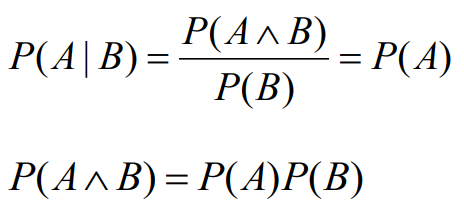 P(A | B) = P(A ∧ B) / P(B) = P(A)
P(A ∧ B) = P(A)P(B)